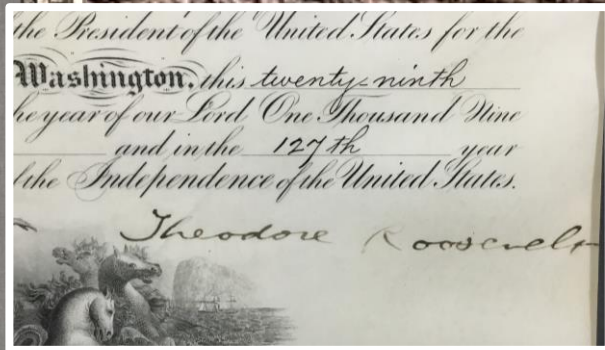 the President of the United States for the
Washington, this twenty-ninth
he year of our Lord One Thousand Nine
and in the 127th year
f the Independence of the United States.
Theodore Roosevelt